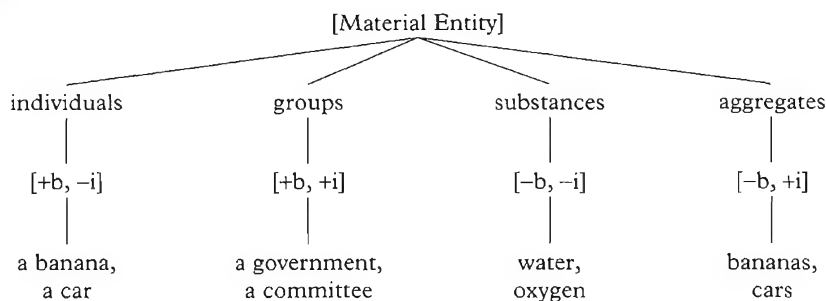 [Material Entity]
individuals groups substances aggregates
[+b, –i] [+b, +i] [–b, –i] [–b, +i]
a banana, a government, water, bananas,
a car a committee oxygen cars